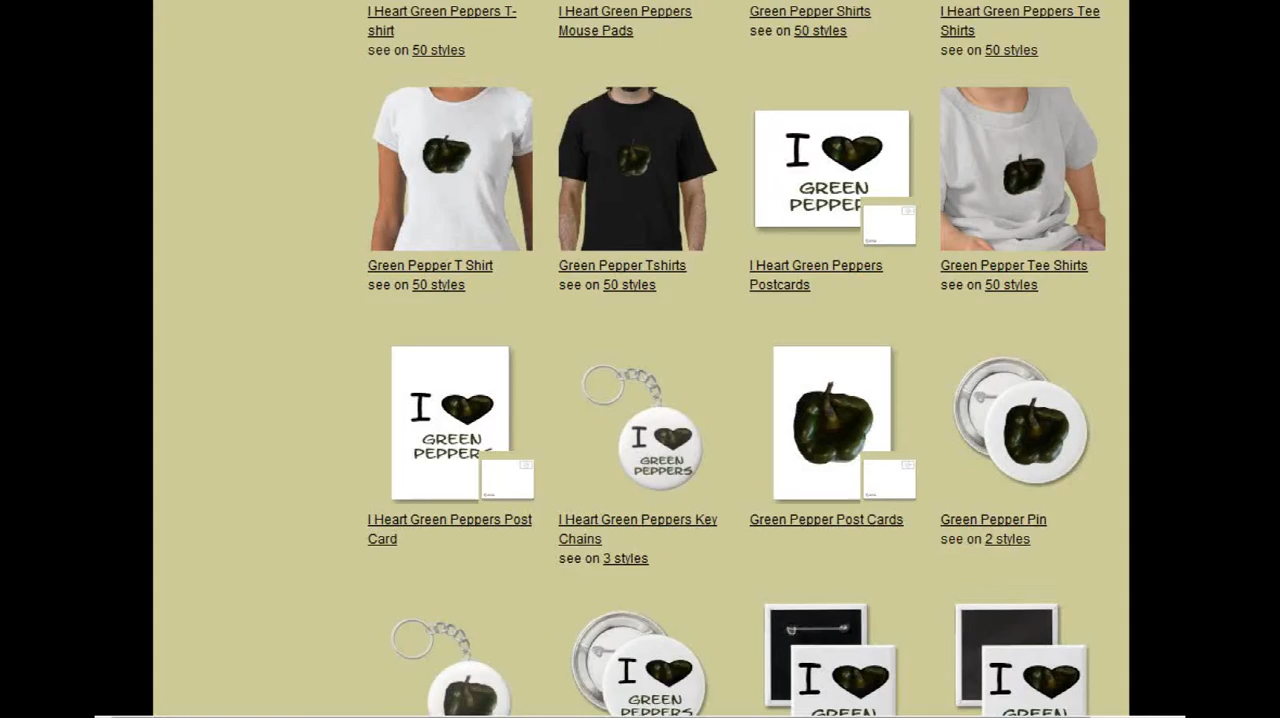 I Heart Green Peppers T-
shirt
see on 50 styles
I Heart Green Peppers
Mouse Pads
Green Pepper Shirts
see on 50 styles
I Heart Green Peppers Tee
Shirts
see on 50 styles
I
GREEN
PEPPER
Green Pepper T Shirt
see on 50 styles
Green Pepper Tshirts
see on 50 styles
I Heart Green Peppers
Postcards
Green Pepper Tee Shirts
see on 50 styles
I
GREEN
PEPPERS
I
GREEN
PEPPERS
I Heart Green Peppers Post
Card
I Heart Green Peppers Key
Chains
see on 3 styles
Green Pepper Post Cards
Green Pepper Pin
see on 2 styles
I
GREEN
PEPPERS
I
GREEN
I
GREEN